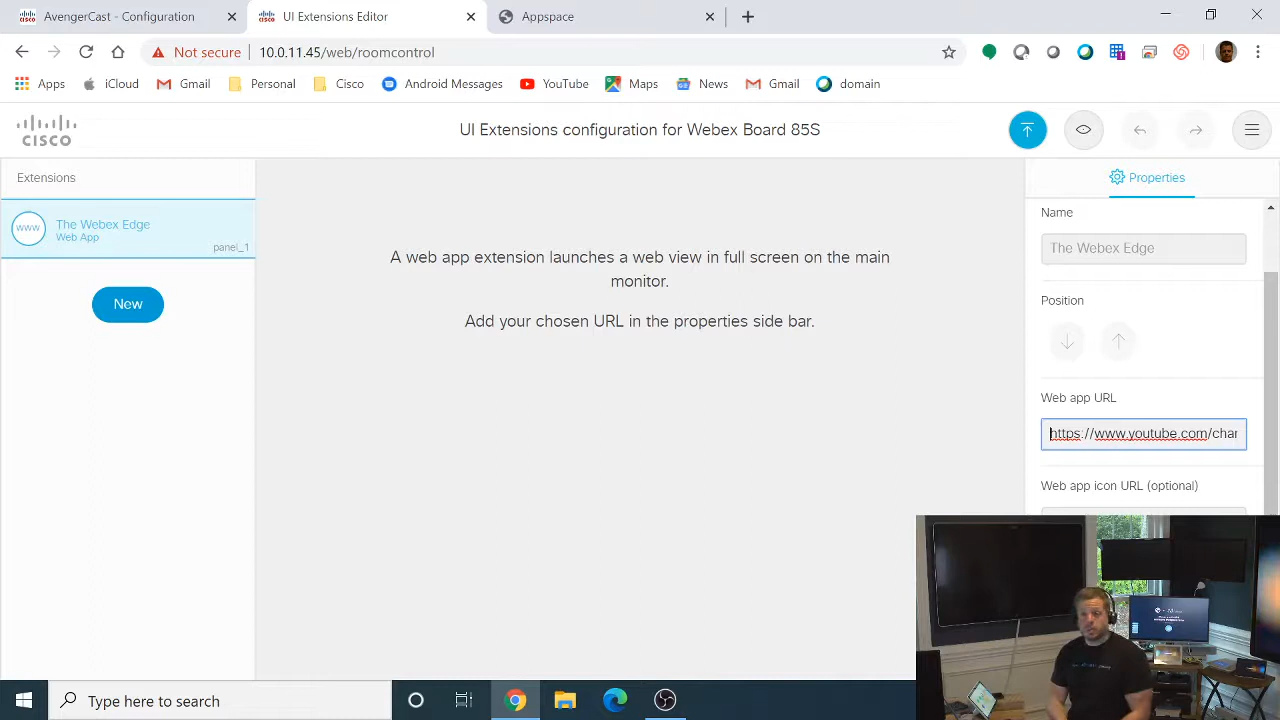 AvengerCast - Configuration
UI Extensions Editor
Appspace
Not secure
10.0.11.45/web/roomcontrol
Apps
iCloud
Gmail
Personal
Cisco
Android Messages
YouTube
Maps
News
Gmail
domain
CISCO
UI Extensions configuration for Webex Board 85S
Extensions
Properties
www
The Webex Edge
Web App
panel_1
New
A web app extension launches a web view in full screen on the main
monitor.
Add your chosen URL in the properties side bar.
Name
The Webex Edge
Position
Web app URL
https://www.youtube.com/char
Web app icon URL (optional)
Type here to search